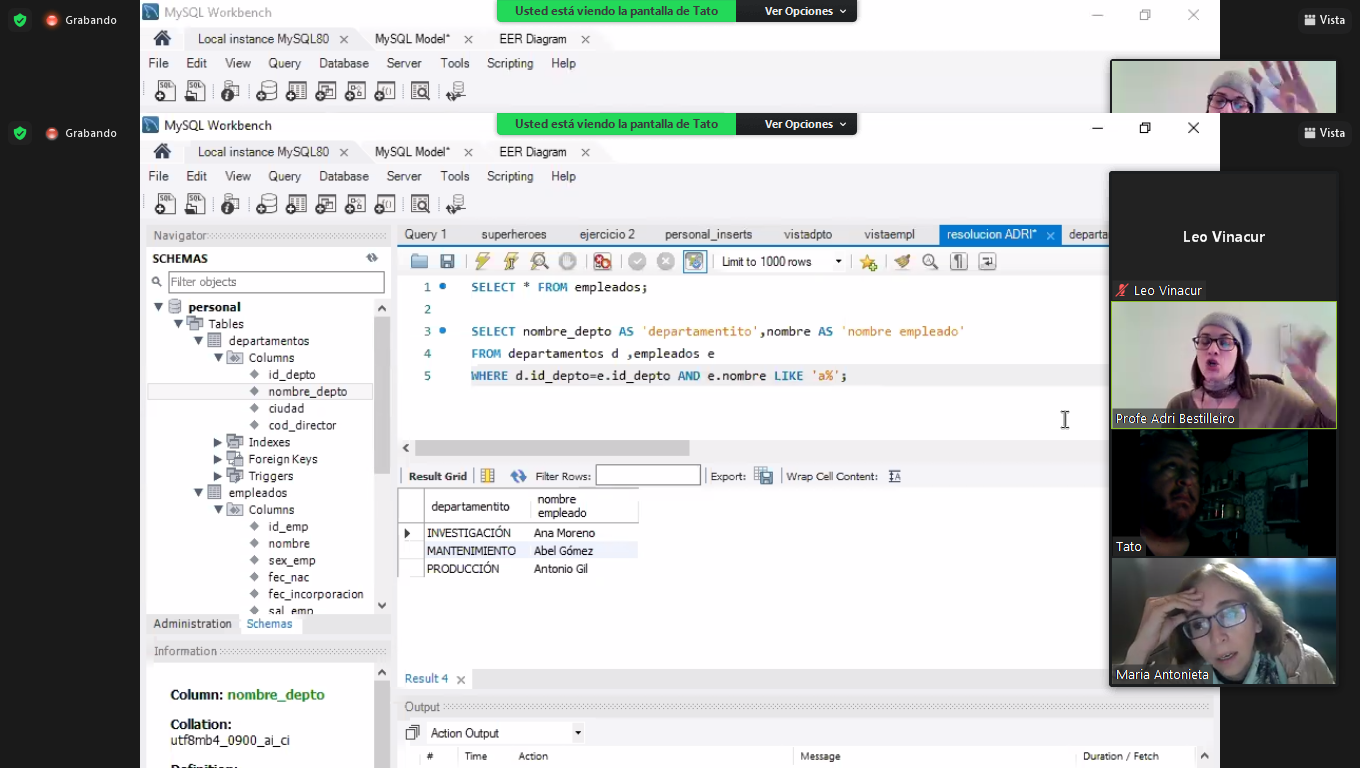 Grabando
MySQL Workbench
Usted está viendo la pantalla de Tato
Ver Opciones
Vista
Local instance MySQL80
MySQL Model*
EER Diagram
File Edit View Query Database Server Tools Scripting Help
Grabando
MySQL Workbench
Usted está viendo la pantalla de Tato
Ver Opciones
Vista
Local instance MySQL80
MySQL Model*
EER Diagram
File Edit View Query Database Server Tools Scripting Help
Navigator
SCHEMAS
Filter objects
personal
Tables
departamentos
Columns
id_depto
nombre_depto
ciudad
cod_director
Indexes
Foreign Keys
Triggers
empleados
Columns
id_emp
nombre
sex_emp
fec_nac
fec_incorporacion
sal_emp
Administration Schemas
Information
Column: nombre_depto
Collation:
utf8mb4_0900_ai_ci
Definition:
Query 1
superheroes
ejercicio 2
personal_inserts
vistadpto
vistaempl
resolucion ADRI*
departa
Limit to 1000 rows
1 SELECT * FROM empleados;
2
3 SELECT nombre_depto AS 'departamentito',nombre AS 'nombre empleado'
4 FROM departamentos d ,empleados e
5 WHERE d.id_depto=e.id_depto AND e.nombre LIKE 'a%';
Result Grid
Filter Rows:
Export:
Wrap Cell Content:
departamentito
nombre
empleado
INVESTIGACIÓN Ana Moreno
MANTENIMIENTO Abel Gómez
PRODUCCIÓN Antonio Gil
Result 4
Output
Action Output
# Time Action Message Duration / Fetch
Leo Vinacur
Leo Vinacur
Profe Adri Bestilleiro
Tato
Maria Antonieta